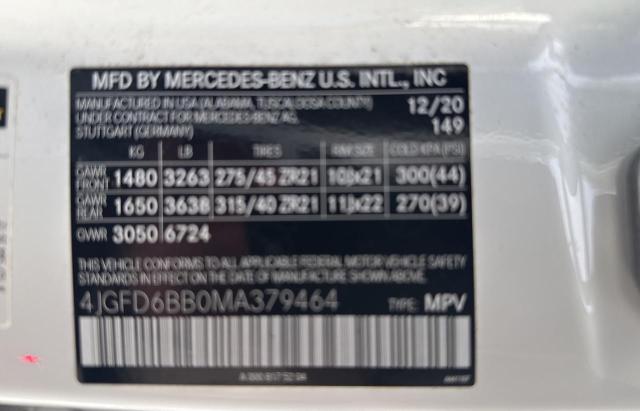 MFD BY MERCEDES-BENZ U.S. INTL., INC
MANUFACTURED IN USA (ALABAMA, TUSCALOOSA COUNTY) 12/20
UNDER CONTRACT FOR MERCEDES-BENZ AG, 149
STUTTGART (GERMANY)
KG LB TIRES RIM SIZE COLD KPA (PSI)
GAWR FRONT 1480 3263 275/45 ZR21 10Jx21 300(44)
GAWR REAR 1650 3638 315/40 ZR21 11Jx22 270(39)
GVWR 3050 6724
THIS VEHICLE CONFORMS TO ALL APPLICABLE U.S. FEDERAL MOTOR VEHICLE SAFETY
STANDARDS IN EFFECT ON THE DATE OF MANUFACTURE SHOWN ABOVE.
4JGFD6BB0MA379464 TYPE: MPV
A 000 817 52 04